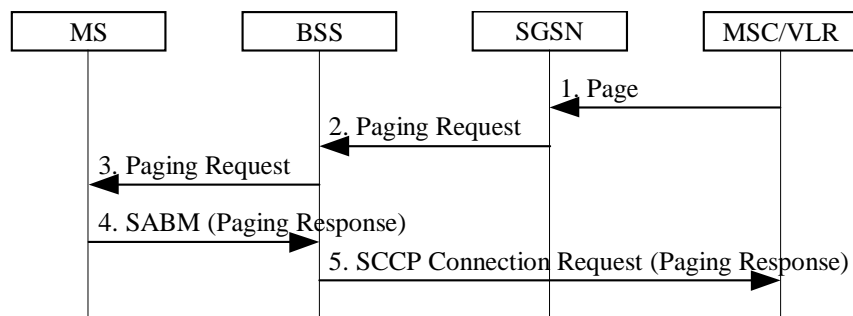 MS
BSS
SGSN
MSC/VLR
1. Page
2. Paging Request
3. Paging Request
4. SABM (Paging Response)
5. SCCP Connection Request (Paging Response)